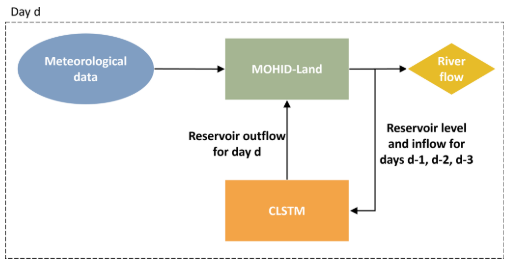 Day d
Meteorological
data
MOHID-Land
River
flow
Reservoir outflow
for day d
Reservoir level
and inflow for
days d-1, d-2, d-3
CLSTM